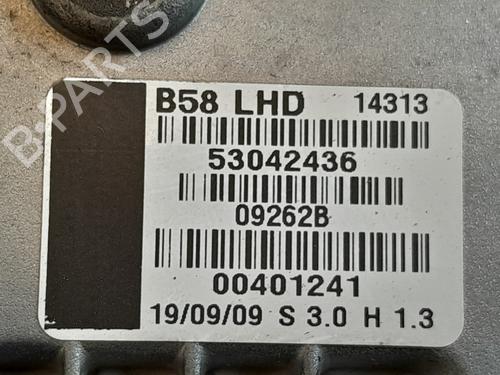 B-PARTS
B58 LHD 14313
53042436
09262B
00401241
19/09/09 S 3.0 H 1.3